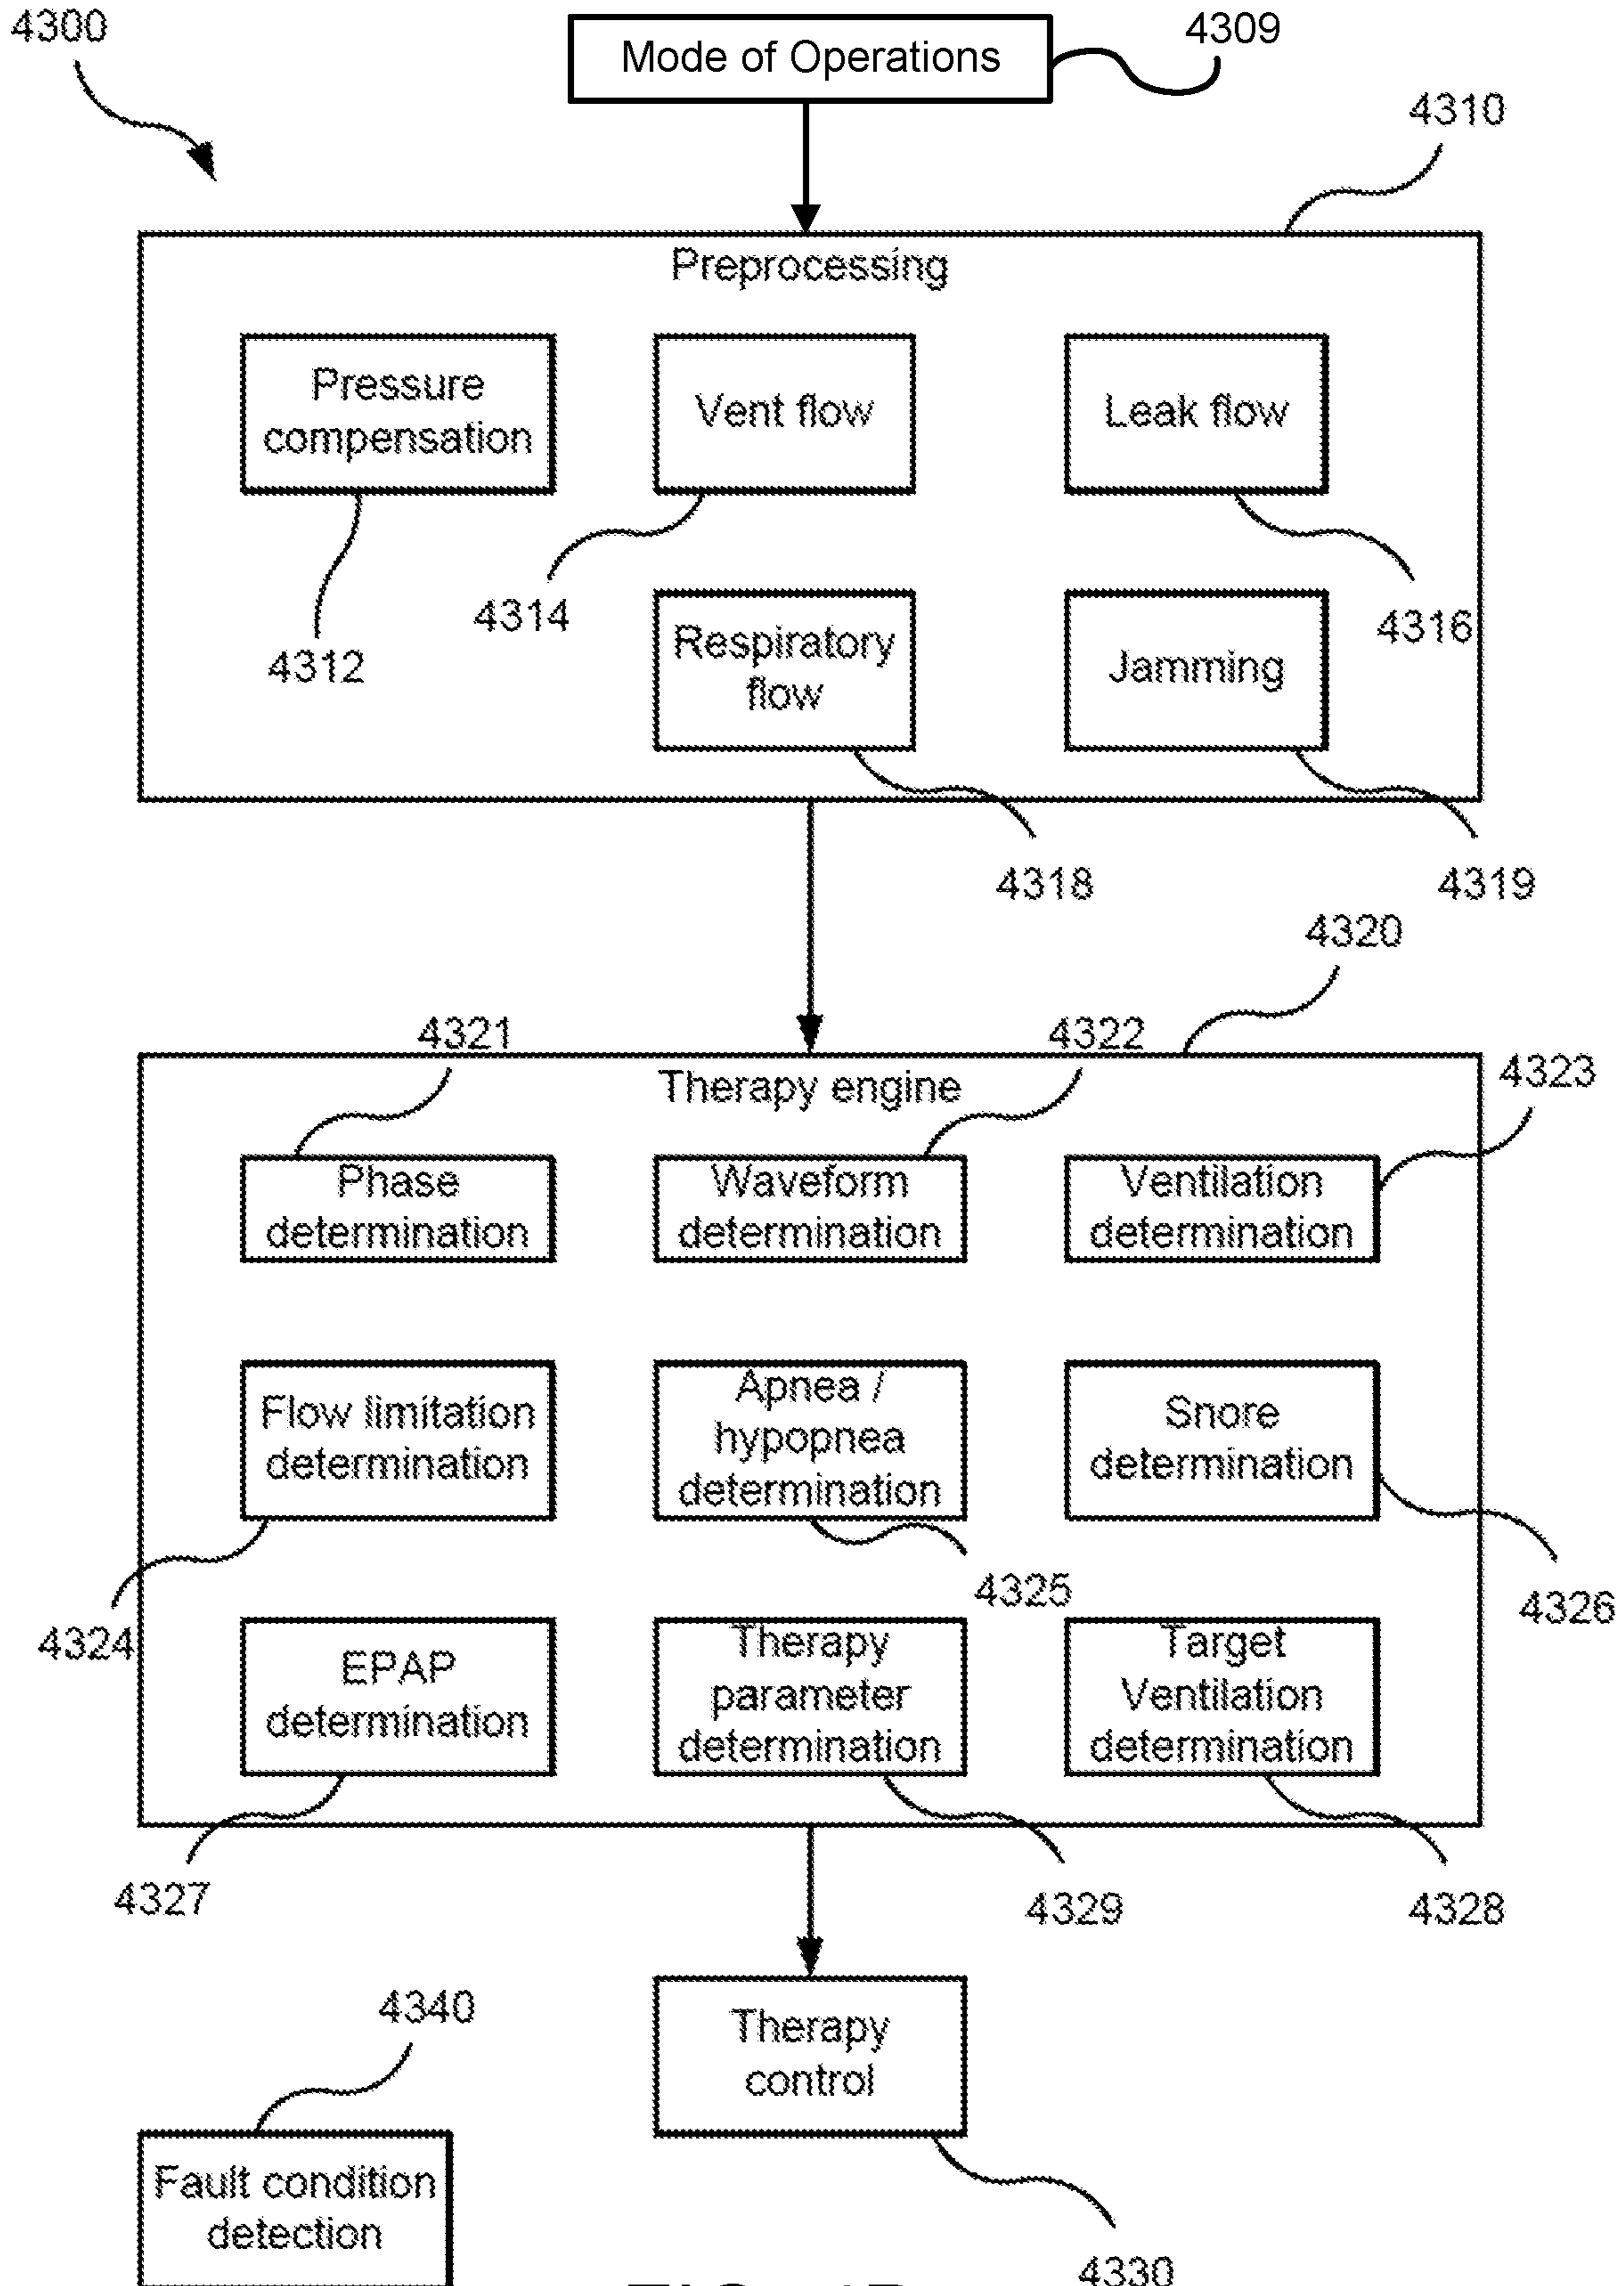 4300
Mode of Operations
4309
4310
Preprocessing
Pressure
compensation
Vent flow
Leak flow
4312
4314
4316
Respiratory
flow
Jamming
4318
4319
4320
4321
4322
4323
Therapy engine
Phase
determination
Waveform
determination
Ventilation
determination
Flow limitation
determination
Apnea /
hypopnea
determination
Snore
determination
4324
4325
4326
EPAP
determination
Therapy
parameter
determination
Target
Ventilation
determination
4327
4329
4328
4340
Therapy
control
Fault condition
detection
4330